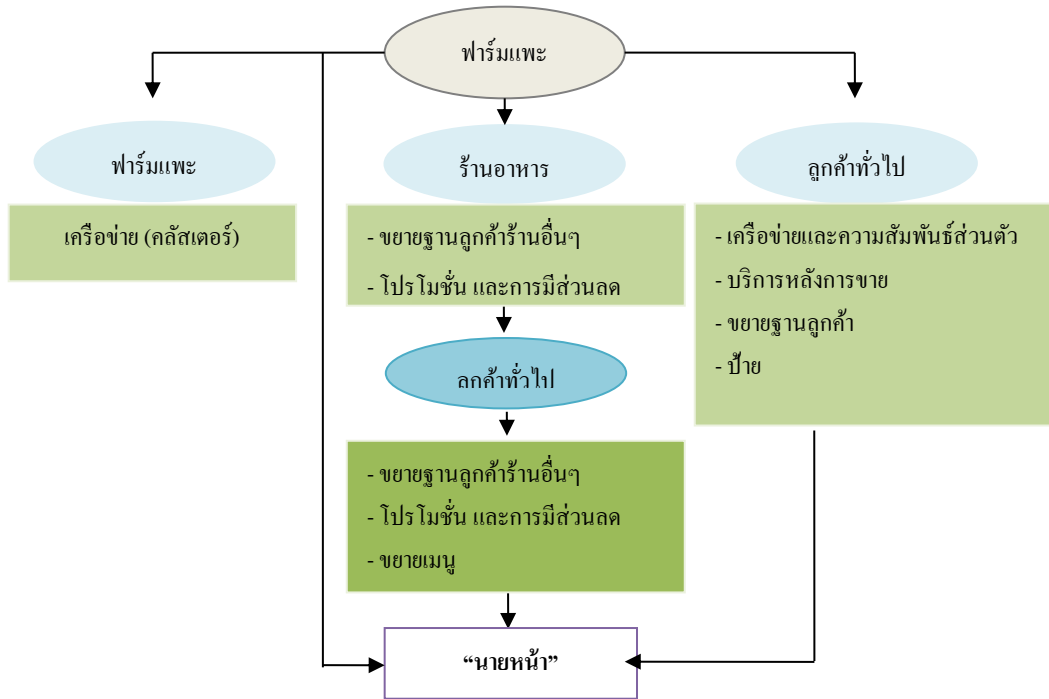 ฟาร์มแพะ
ฟาร์มแพะ
เครือข่าย (คลัสเตอร์)
ร้านอาหาร
- ขยายฐานลูกค้าร้านอื่นๆ
- โปรโมชั่น และการมีส่วนลด
ลกค้าทั่วไป
- ขยายฐานลูกค้าร้านอื่นๆ
- โปรโมชั่น และการมีส่วนลด
- ขยายเมนู
ลูกค้าทั่วไป
- เครือข่ายและความสัมพันธ์ส่วนตัว
- บริการหลังการขาย
- ขยายฐานลูกค้า
- ป้าย
“นายหน้า”